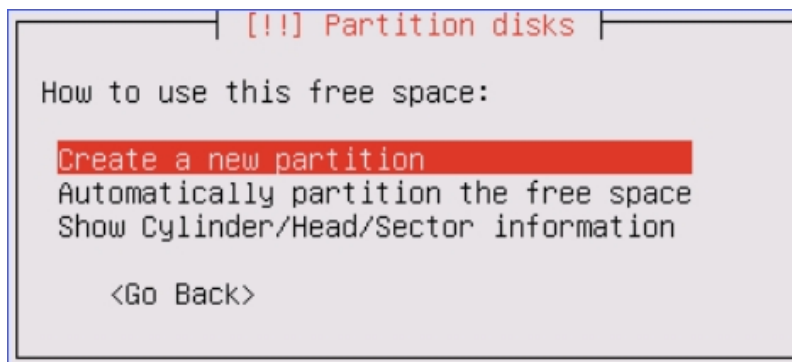 [!!] Partition disks
How to use this free space:
Create a new partition
Automatically partition the free space
Show Cylinder/Head/Sector information
<Go Back>